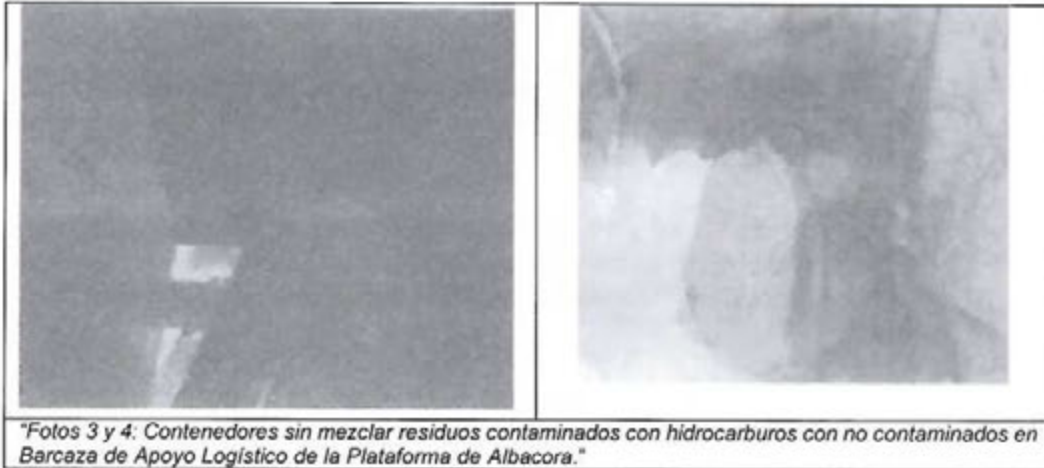 "Fotos 3 y 4: Contenedores sin mezclar residuos contaminados con hidrocarburos con no contaminados en
Barcaza de Apoyo Logístico de la Plataforma de Albacora."